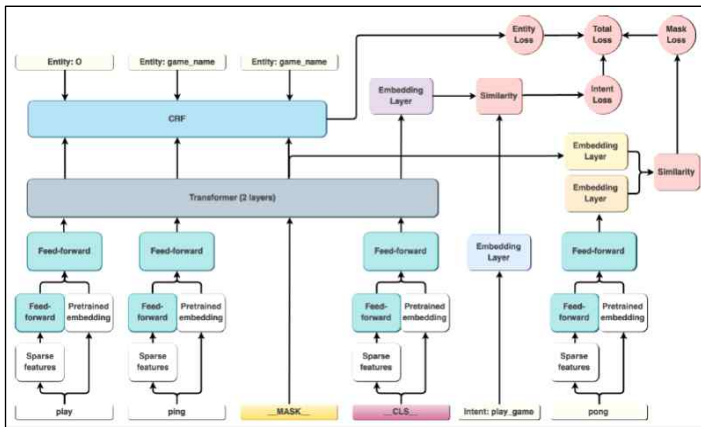 Entity Loss
Total Loss
Mask Loss
Entity: O
Entity: game_name
Entity: game_name
Embedding Layer
Similarity
Intent Loss
CRF
Embedding Layer
Similarity
Embedding Layer
Transformer (2 layers)
Feed-forward
Feed-forward
Feed-forward
Embedding Layer
Feed-forward
Feed-forward
Pretrained embedding
Feed-forward
Pretrained embedding
Feed-forward
Pretrained embedding
Feed-forward
Pretrained embedding
Sparse features
Sparse features
Sparse features
Sparse features
play
ping
__MASK__
__CLS__
Intent: play_game
pong